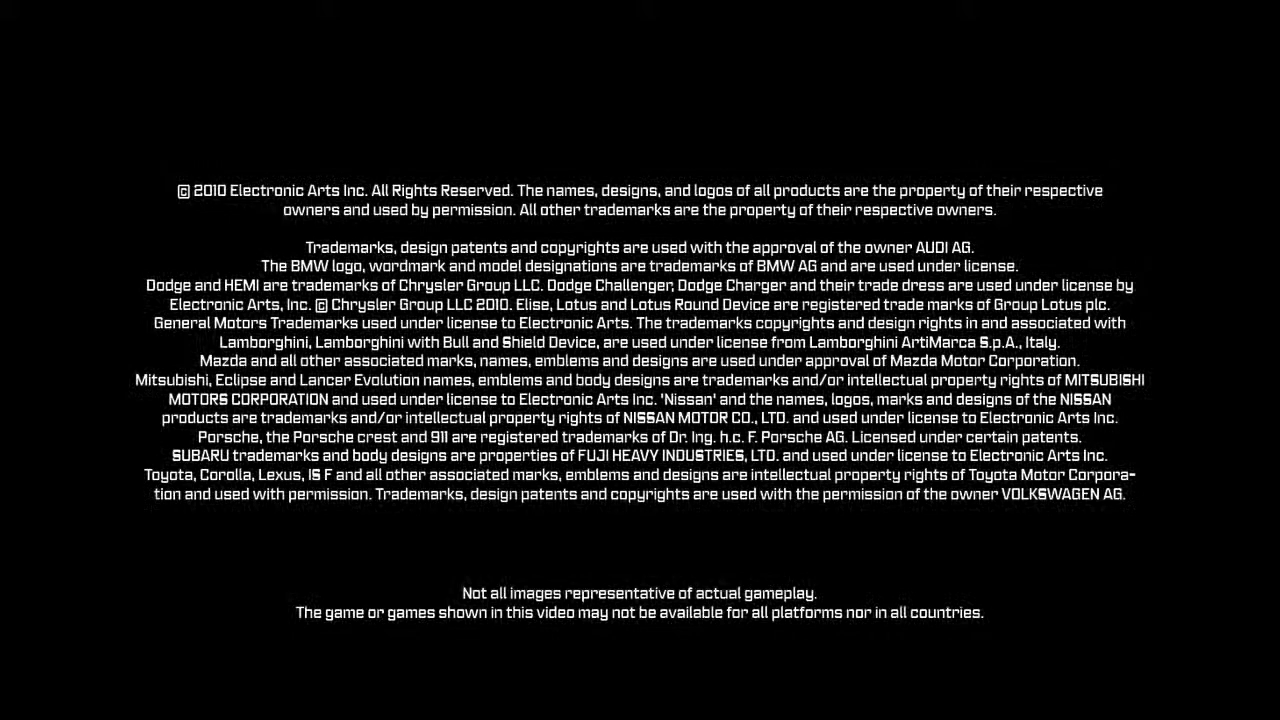 © 2010 Electronic Arts Inc. All Rights Reserved. The names, designs, and logos of all products are the property of their respective
owners and used by permission. All other trademarks are the property of their respective owners.
Trademarks, design patents and copyrights are used with the approval of the owner AUDI AG.
The BMW logo, wordmark and model designations are trademarks of BMW AG and are used under license.
Dodge and HEMI are trademarks of Chrysler Group LLC. Dodge Challenger, Dodge Charger and their trade dress are used under license by
Electronic Arts, Inc. © Chrysler Group LLC 2010. Elise, Lotus and Lotus Round Device are registered trade marks of Group Lotus plc.
General Motors Trademarks used under license to Electronic Arts. The trademarks copyrights and design rights in and associated with
Lamborghini, Lamborghini with Bull and Shield Device, are used under license from Lamborghini ArtiMarca S.p.A., Italy.
Mazda and all other associated marks, names, emblems and designs are used under approval of Mazda Motor Corporation.
Mitsubishi, Eclipse and Lancer Evolution names, emblems and body designs are trademarks and/or intellectual property rights of MITSUBISHI
MOTORS CORPORATION and used under license to Electronic Arts Inc. 'Nissan' and the names, logos, marks and designs of the NISSAN
products are trademarks and/or intellectual property rights of NISSAN MOTOR CO., LTD. and used under license to Electronic Arts Inc.
Porsche, the Porsche crest and 911 are registered trademarks of Dr. Ing. h.c. F. Porsche AG. Licensed under certain patents.
SUBARU trademarks and body designs are properties of FUJI HEAVY INDUSTRIES, LTD. and used under license to Electronic Arts Inc.
Toyota, Corolla, Lexus, IS F and all other associated marks, emblems and designs are intellectual property rights of Toyota Motor Corpora-
tion and used with permission. Trademarks, design patents and copyrights are used with the permission of the owner VOLKSWAGEN AG.
Not all images representative of actual gameplay.
The game or games shown in this video may not be available for all platforms nor in all countries.